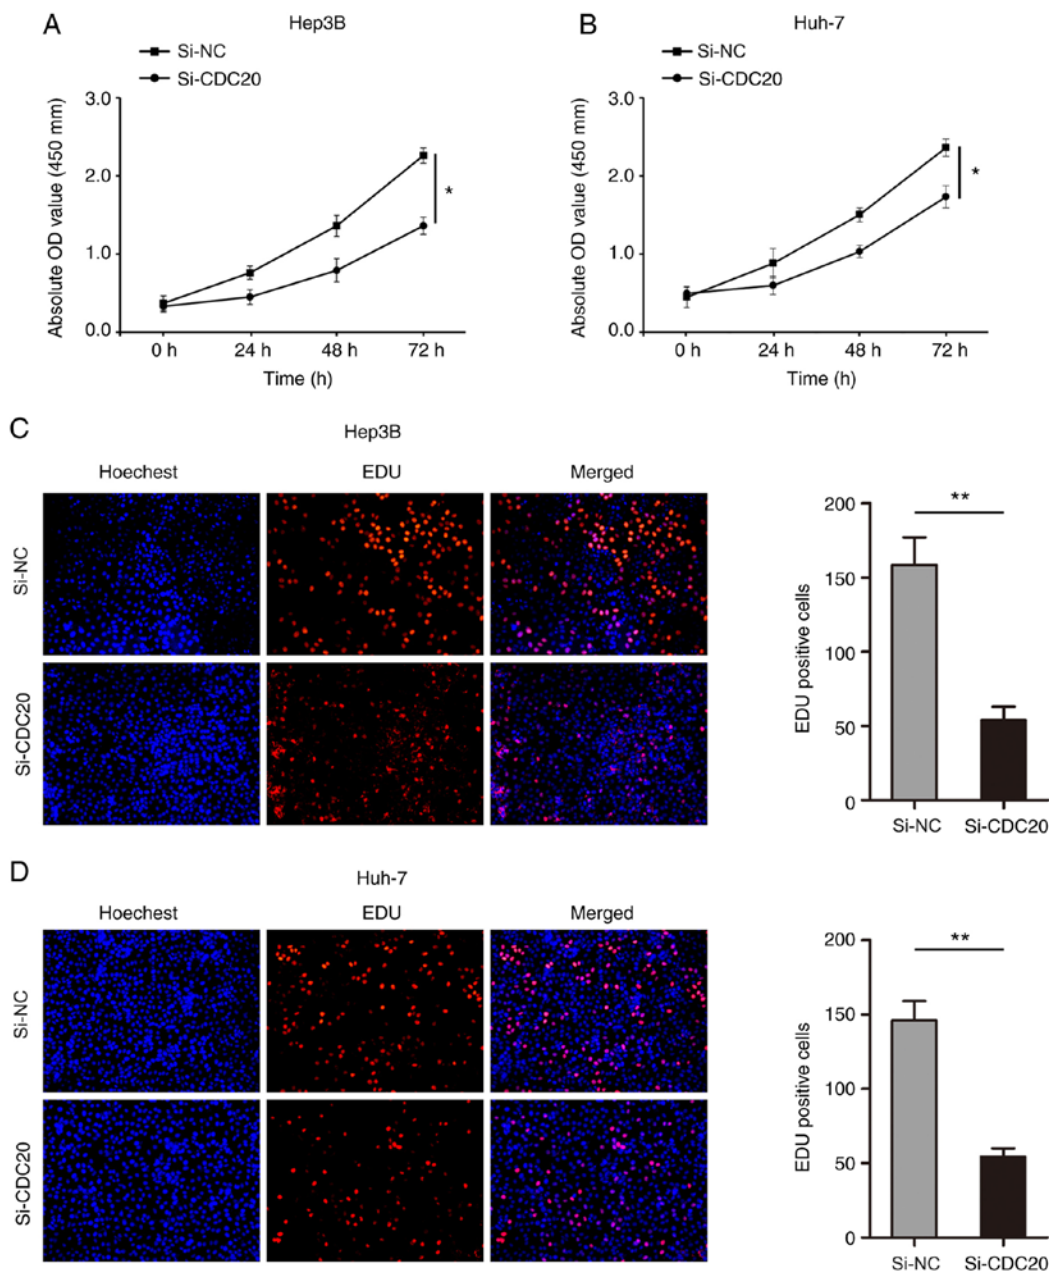 A
Hep3B
Si-NC
Si-CDC20
Absolute OD value (450 mm)
3.0
2.0
1.0
0.0
*
0 h
24 h
48 h
72 h
Time (h)
B
Huh-7
Si-NC
Si-CDC20
Absolute OD value (450 mm)
3.0
2.0
1.0
0.0
*
0 h
24 h
48 h
72 h
Time (h)
C
Hep3B
Hoechest
EDU
Merged
Si-NC
Si-CDC20
EDU positive cells
200
150
100
50
0
**
Si-NC
Si-CDC20
D
Huh-7
Hoechest
EDU
Merged
Si-NC
Si-CDC20
EDU positive cells
200
150
100
50
0
**
Si-NC
Si-CDC20